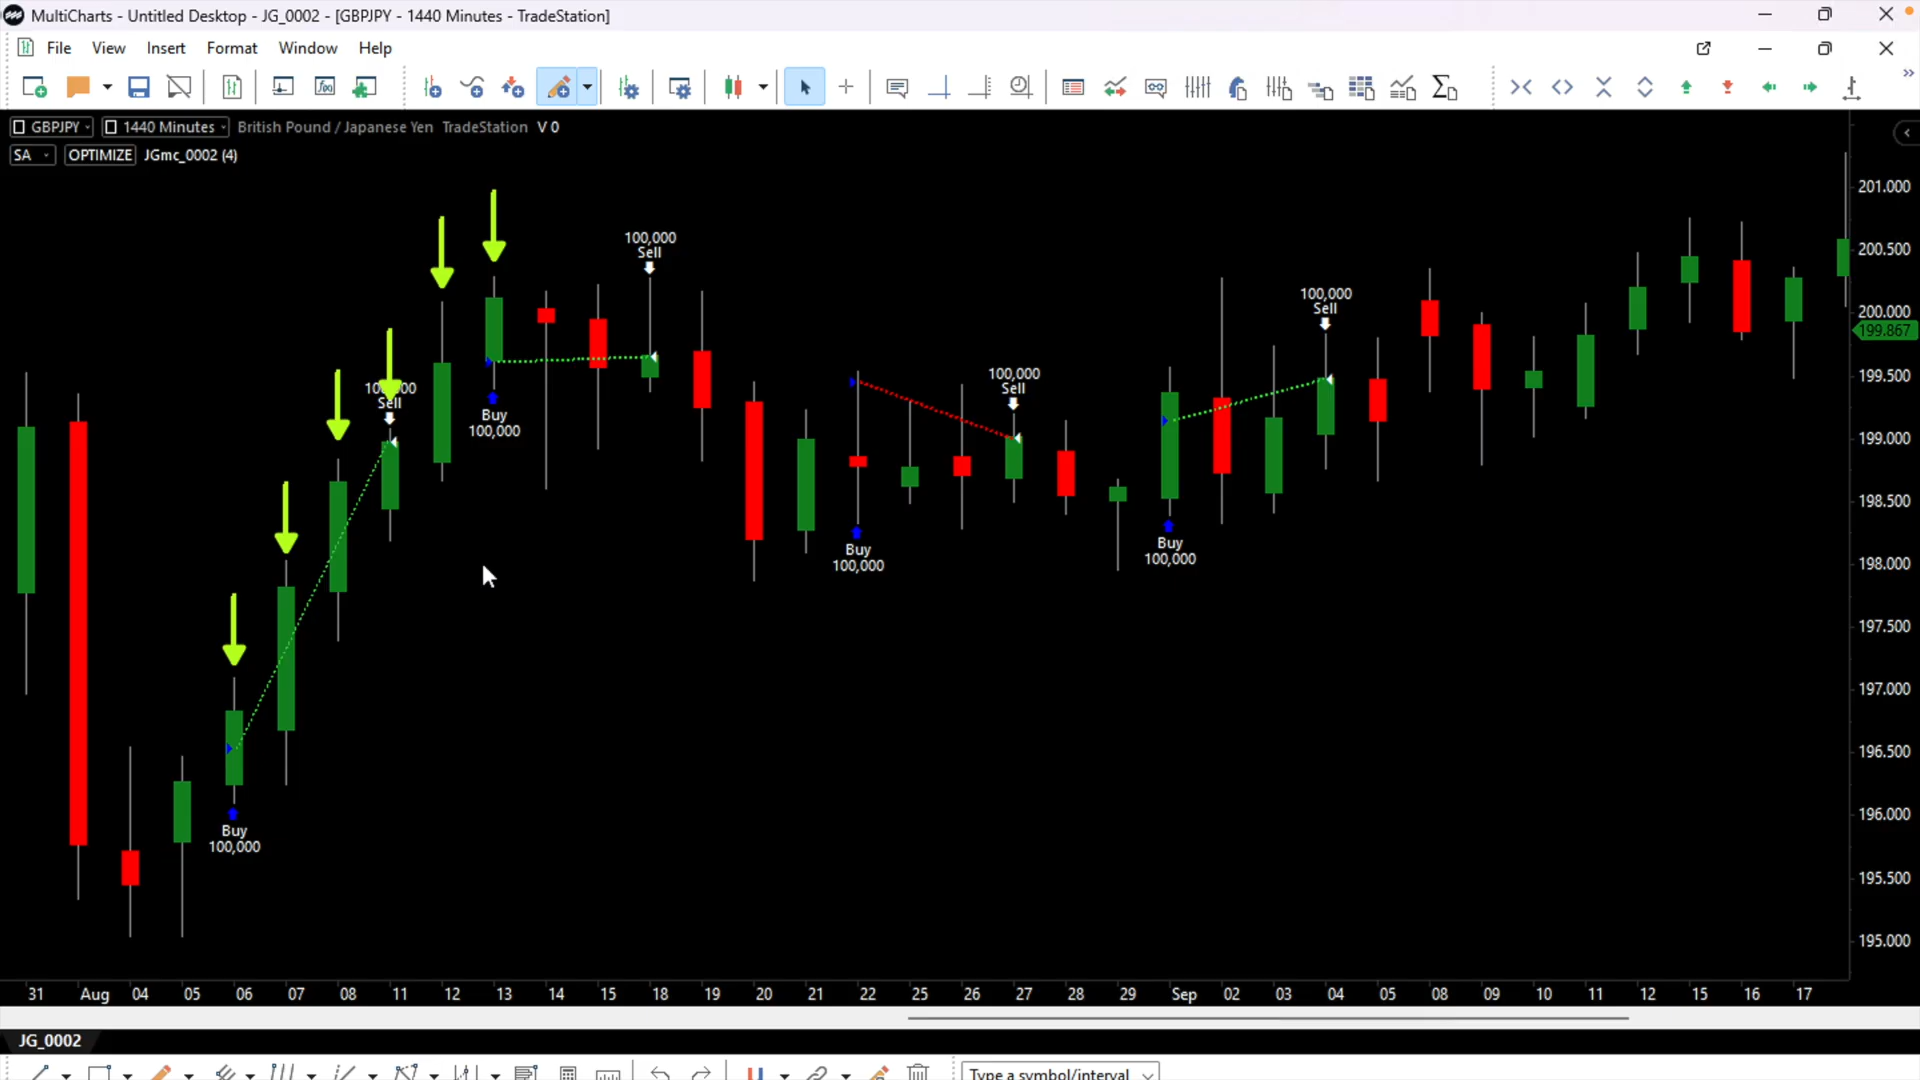 MultiCharts - Untitled Desktop - JG_0002 - [GBPJPY - 1440 Minutes - TradeStation]
File View Insert Format Window Help
GBPJPY 1440 Minutes British Pound / Japanese Yen TradeStation V 0
SA OPTIMIZE JGmc_0002 (4)
201.000
200.500
200.000
199.867
199.500
199.000
198.500
198.000
197.500
197.000
196.500
196.000
195.500
195.000
Buy
100,000
Sell
Buy
100,000
100,000
Sell
Buy
100,000
100,000
Sell
Buy
100,000
100,000
Sell
31 Aug 04 05 06 07 08 11 12 13 14 15 18 19 20 21 22 25 26 27 28 29 Sep 02 03 04 05 08 09 10 11 12 15 16 17
JG_0002
Type a symbol/interval